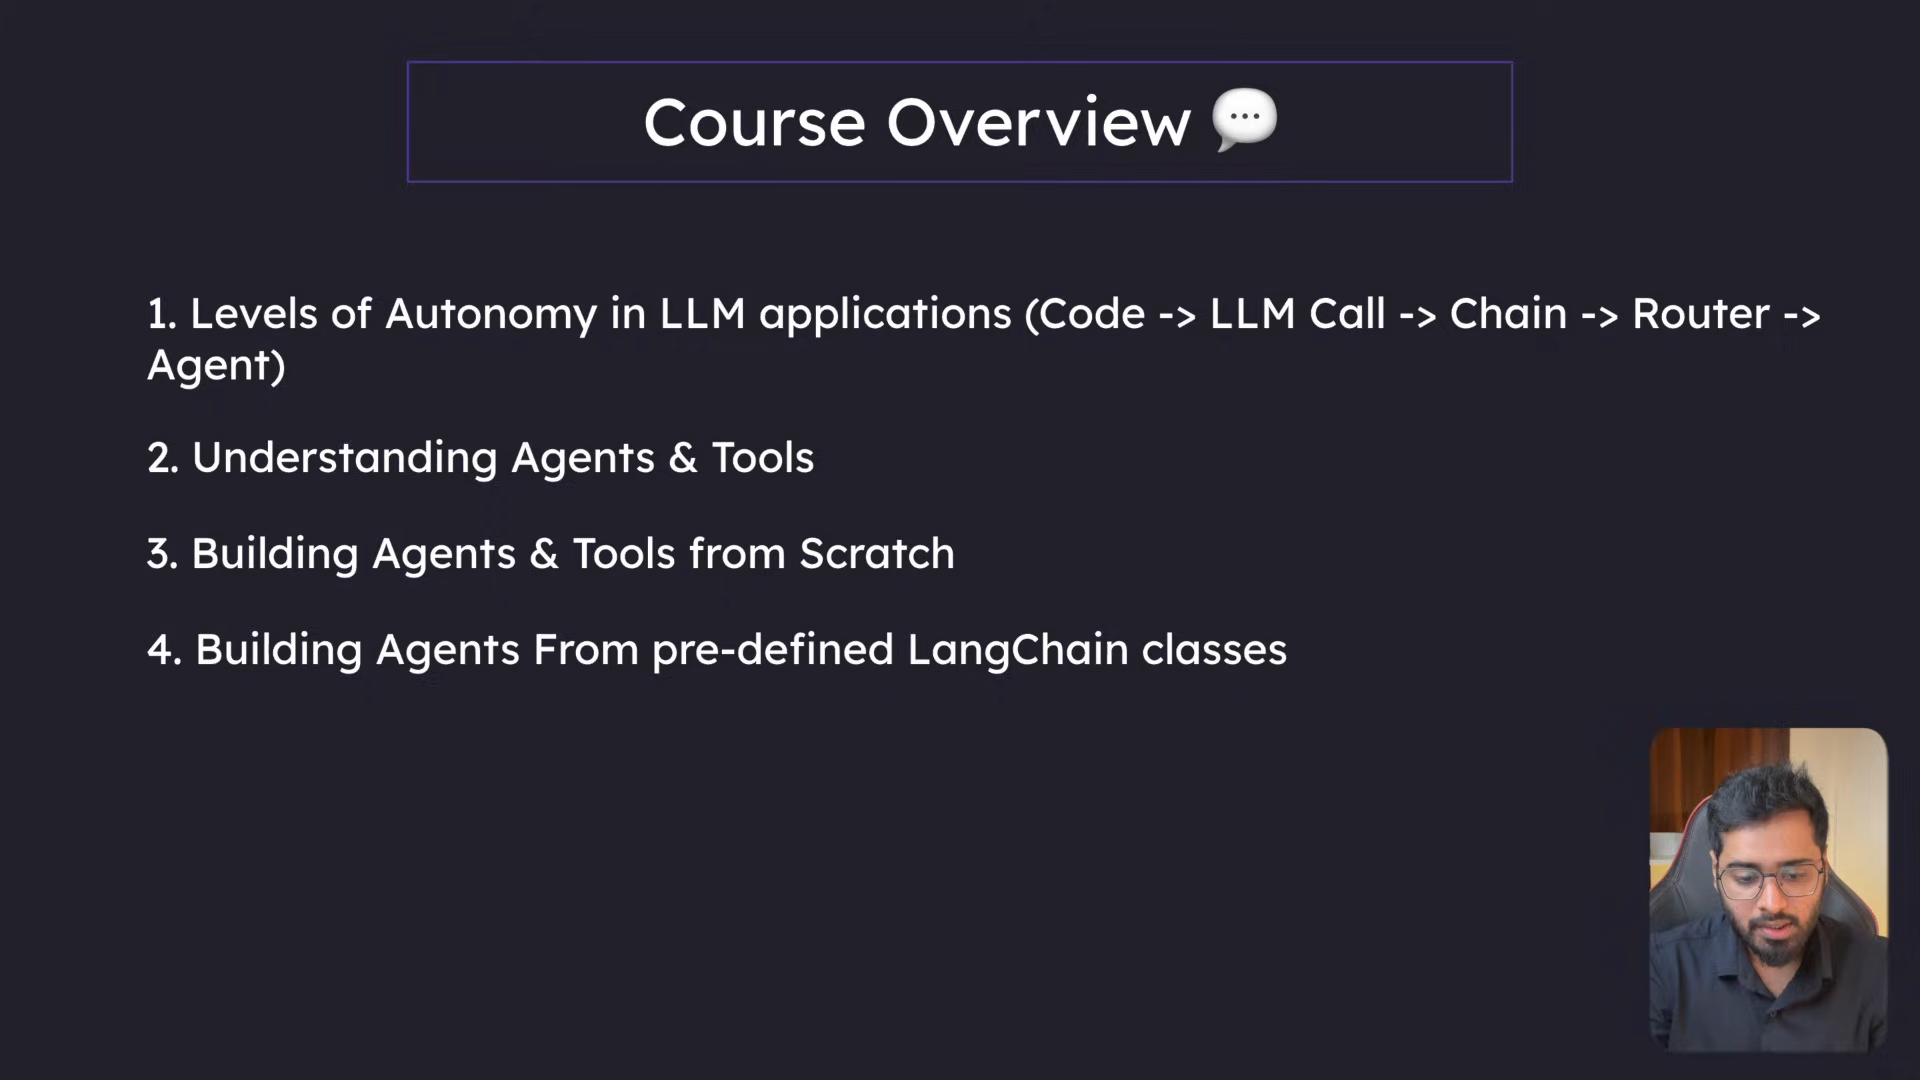 Course Overview 💬
1. Levels of Autonomy in LLM applications (Code -> LLM Call -> Chain -> Router ->
Agent)
2. Understanding Agents & Tools
3. Building Agents & Tools from Scratch
4. Building Agents From pre-defined LangChain classes